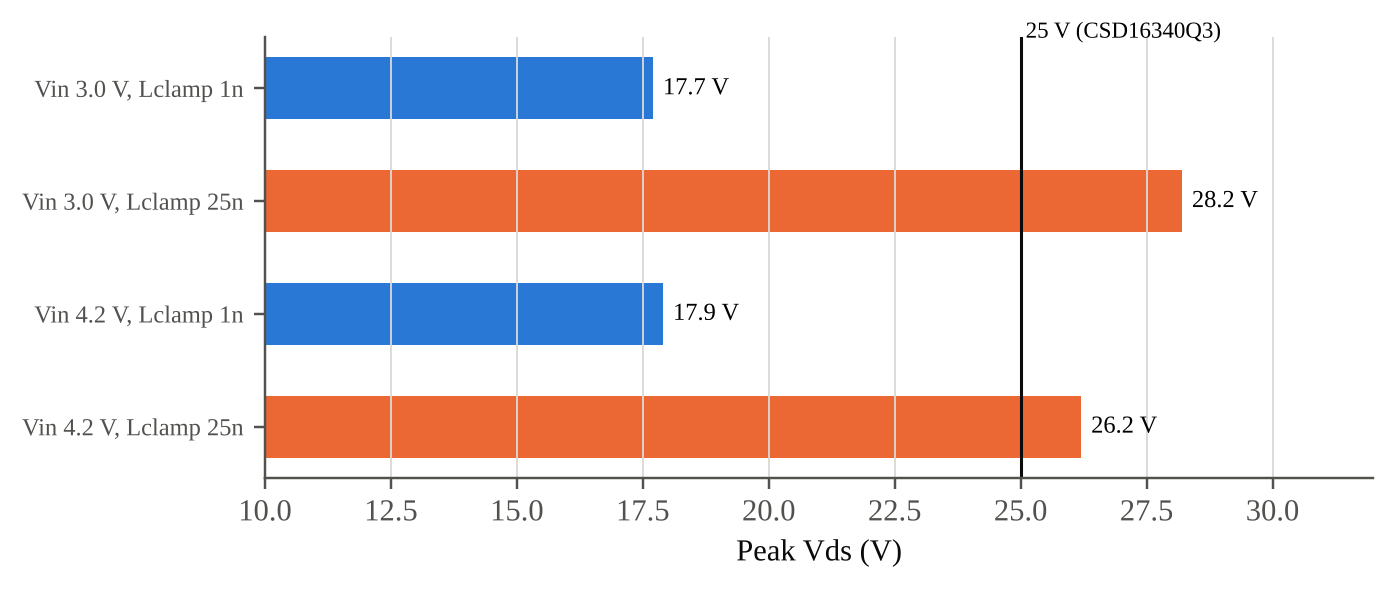 25 V (CSD16340Q3)
Vin 3.0 V, Lclamp 1n
17.7 V
Vin 3.0 V, Lclamp 25n
28.2 V
Vin 4.2 V, Lclamp 1n
17.9 V
Vin 4.2 V, Lclamp 25n
26.2 V
10.0 12.5 15.0 17.5 20.0 22.5 25.0 27.5 30.0
Peak Vds (V)